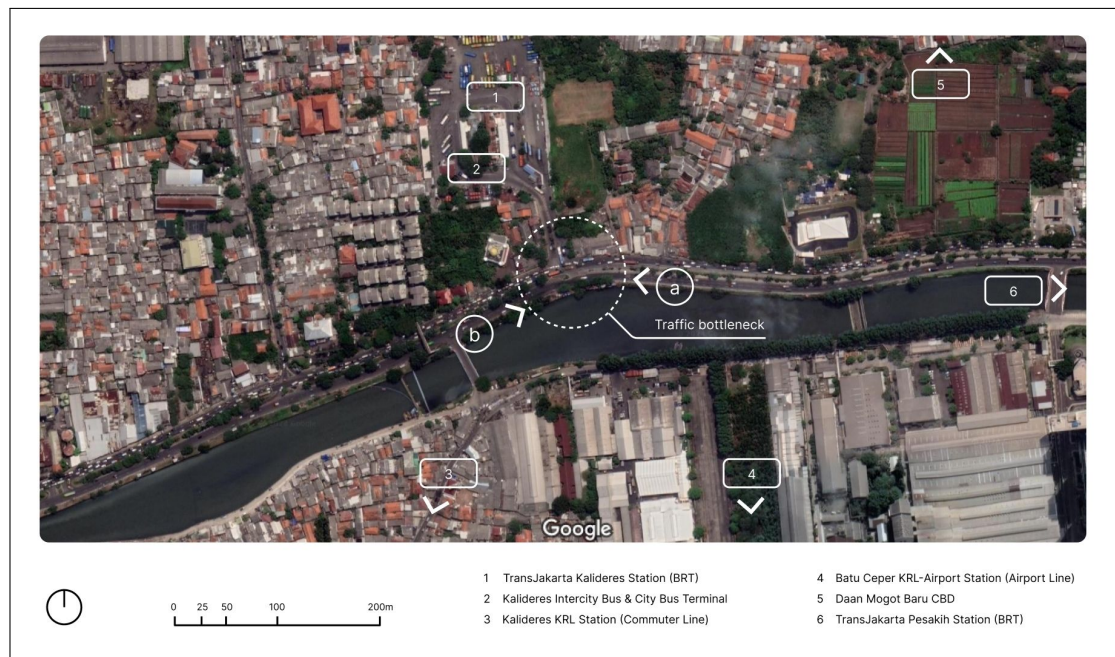 1
2
5
a
6
b
Traffic bottleneck
3
4
Google
0 25 50 100 200m
1 TransJakarta Kalideres Station (BRT)
2 Kalideres Intercity Bus & City Bus Terminal
3 Kalideres KRL Station (Commuter Line)
4 Batu Ceper KRL-Airport Station (Airport Line)
5 Daan Mogot Baru CBD
6 TransJakarta Pesakih Station (BRT)